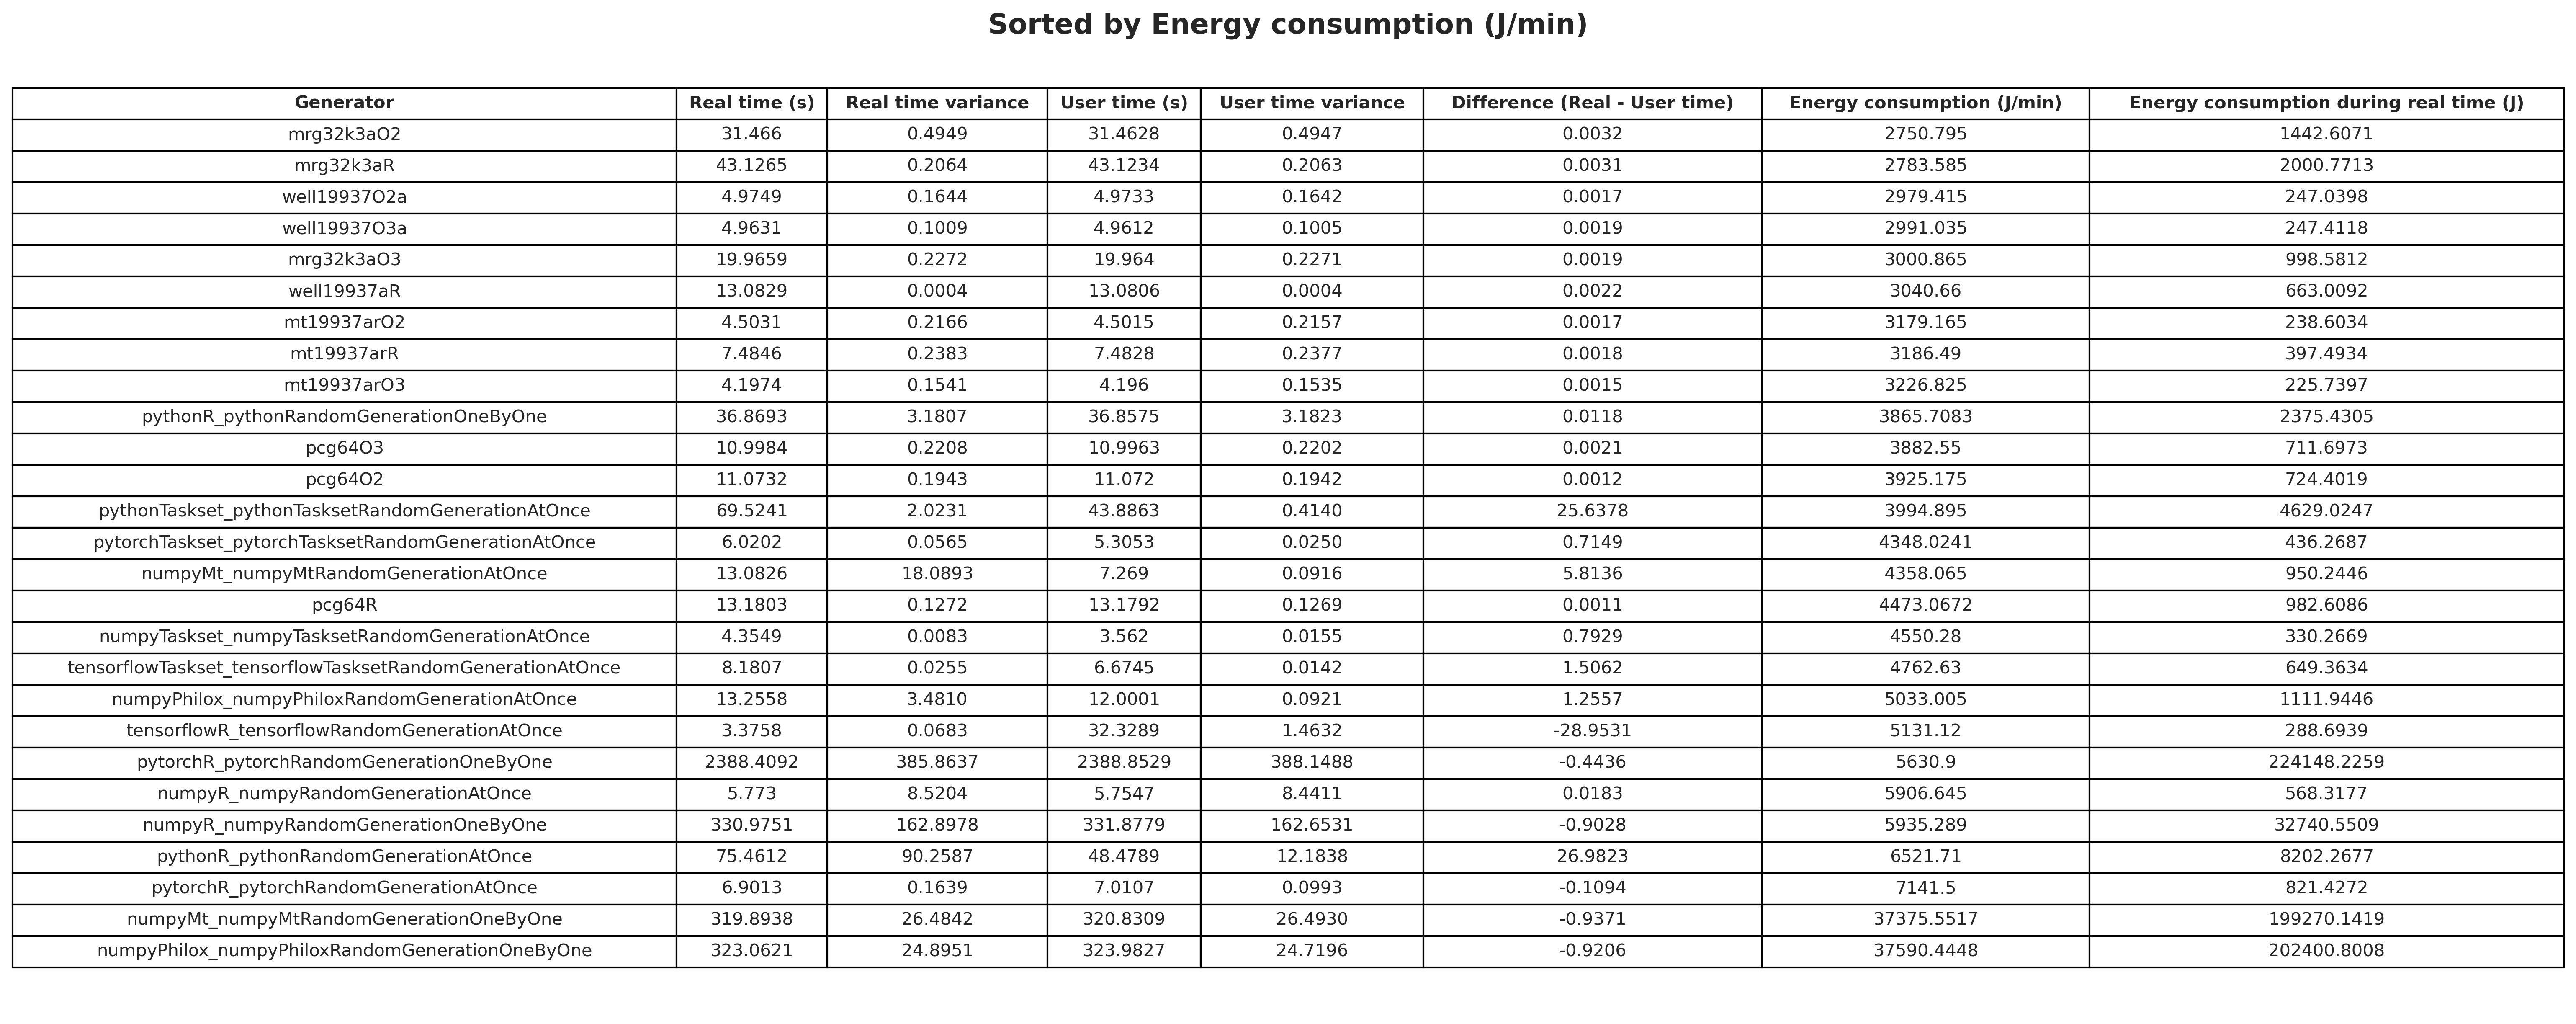 Sorted by Energy consumption (J/min)
Generator Real time (s) Real time variance User time (s) User time variance Difference (Real - User time) Energy consumption (J/min) Energy consumption during real time (J)
mrg32k3aO2 31.466 0.4949 31.4628 0.4947 0.0032 2750.795 1442.6071
mrg32k3aR 43.1265 0.2064 43.1234 0.2063 0.0031 2783.585 2000.7713
well19937O2a 4.9749 0.1644 4.9733 0.1642 0.0017 2979.415 247.0398
well19937O3a 4.9631 0.1009 4.9612 0.1005 0.0019 2991.035 247.4118
mrg32k3aO3 19.9659 0.2272 19.964 0.2271 0.0019 3000.865 998.5812
well19937aR 13.0829 0.0004 13.0806 0.0004 0.0022 3040.66 663.0092
mt19937arO2 4.5031 0.2166 4.5015 0.2157 0.0017 3179.165 238.6034
mt19937arR 7.4846 0.2383 7.4828 0.2377 0.0018 3186.49 397.4934
mt19937arO3 4.1974 0.1541 4.196 0.1535 0.0015 3226.825 225.7397
pythonR_pythonRandomGenerationOneByOne 36.8693 3.1807 36.8575 3.1823 0.0118 3865.7083 2375.4305
pcg64O3 10.9984 0.2208 10.9963 0.2202 0.0021 3882.55 711.6973
pcg64O2 11.0732 0.1943 11.072 0.1942 0.0012 3925.175 724.4019
pythonTaskset_pythonTasksetRandomGenerationAtOnce 69.5241 2.0231 43.8863 0.4140 25.6378 3994.895 4629.0247
pytorchTaskset_pytorchTasksetRandomGenerationAtOnce 6.0202 0.0565 5.3053 0.0250 0.7149 4348.0241 436.2687
numpyMt_numpyMtRandomGenerationAtOnce 13.0826 18.0893 7.269 0.0916 5.8136 4358.065 950.2446
pcg64R 13.1803 0.1272 13.1792 0.1269 0.0011 4473.0672 982.6086
numpyTaskset_numpyTasksetRandomGenerationAtOnce 4.3549 0.0083 3.562 0.0155 0.7929 4550.28 330.2669
tensorflowTaskset_tensorflowTasksetRandomGenerationAtOnce 8.1807 0.0255 6.6745 0.0142 1.5062 4762.63 649.3634
numpyPhilox_numpyPhiloxRandomGenerationAtOnce 13.2558 3.4810 12.0001 0.0921 1.2557 5033.005 1111.9446
tensorflowR_tensorflowRandomGenerationAtOnce 3.3758 0.0683 32.3289 1.4632 -28.9531 5131.12 288.6939
pytorchR_pytorchRandomGenerationOneByOne 2388.4092 385.8637 2388.8529 388.1488 -0.4436 5630.9 224148.2259
numpyR_numpyRandomGenerationAtOnce 5.773 8.5204 5.7547 8.4411 0.0183 5906.645 568.3177
numpyR_numpyRandomGenerationOneByOne 330.9751 162.8978 331.8779 162.6531 -0.9028 5935.289 32740.5509
pythonR_pythonRandomGenerationAtOnce 75.4612 90.2587 48.4789 12.1838 26.9823 6521.71 8202.2677
pytorchR_pytorchRandomGenerationAtOnce 6.9013 0.1639 7.0107 0.0993 -0.1094 7141.5 821.4272
numpyMt_numpyMtRandomGenerationOneByOne 319.8938 26.4842 320.8309 26.4930 -0.9371 37375.5517 199270.1419
numpyPhilox_numpyPhiloxRandomGenerationOneByOne 323.0621 24.8951 323.9827 24.7196 -0.9206 37590.4448 202400.8008